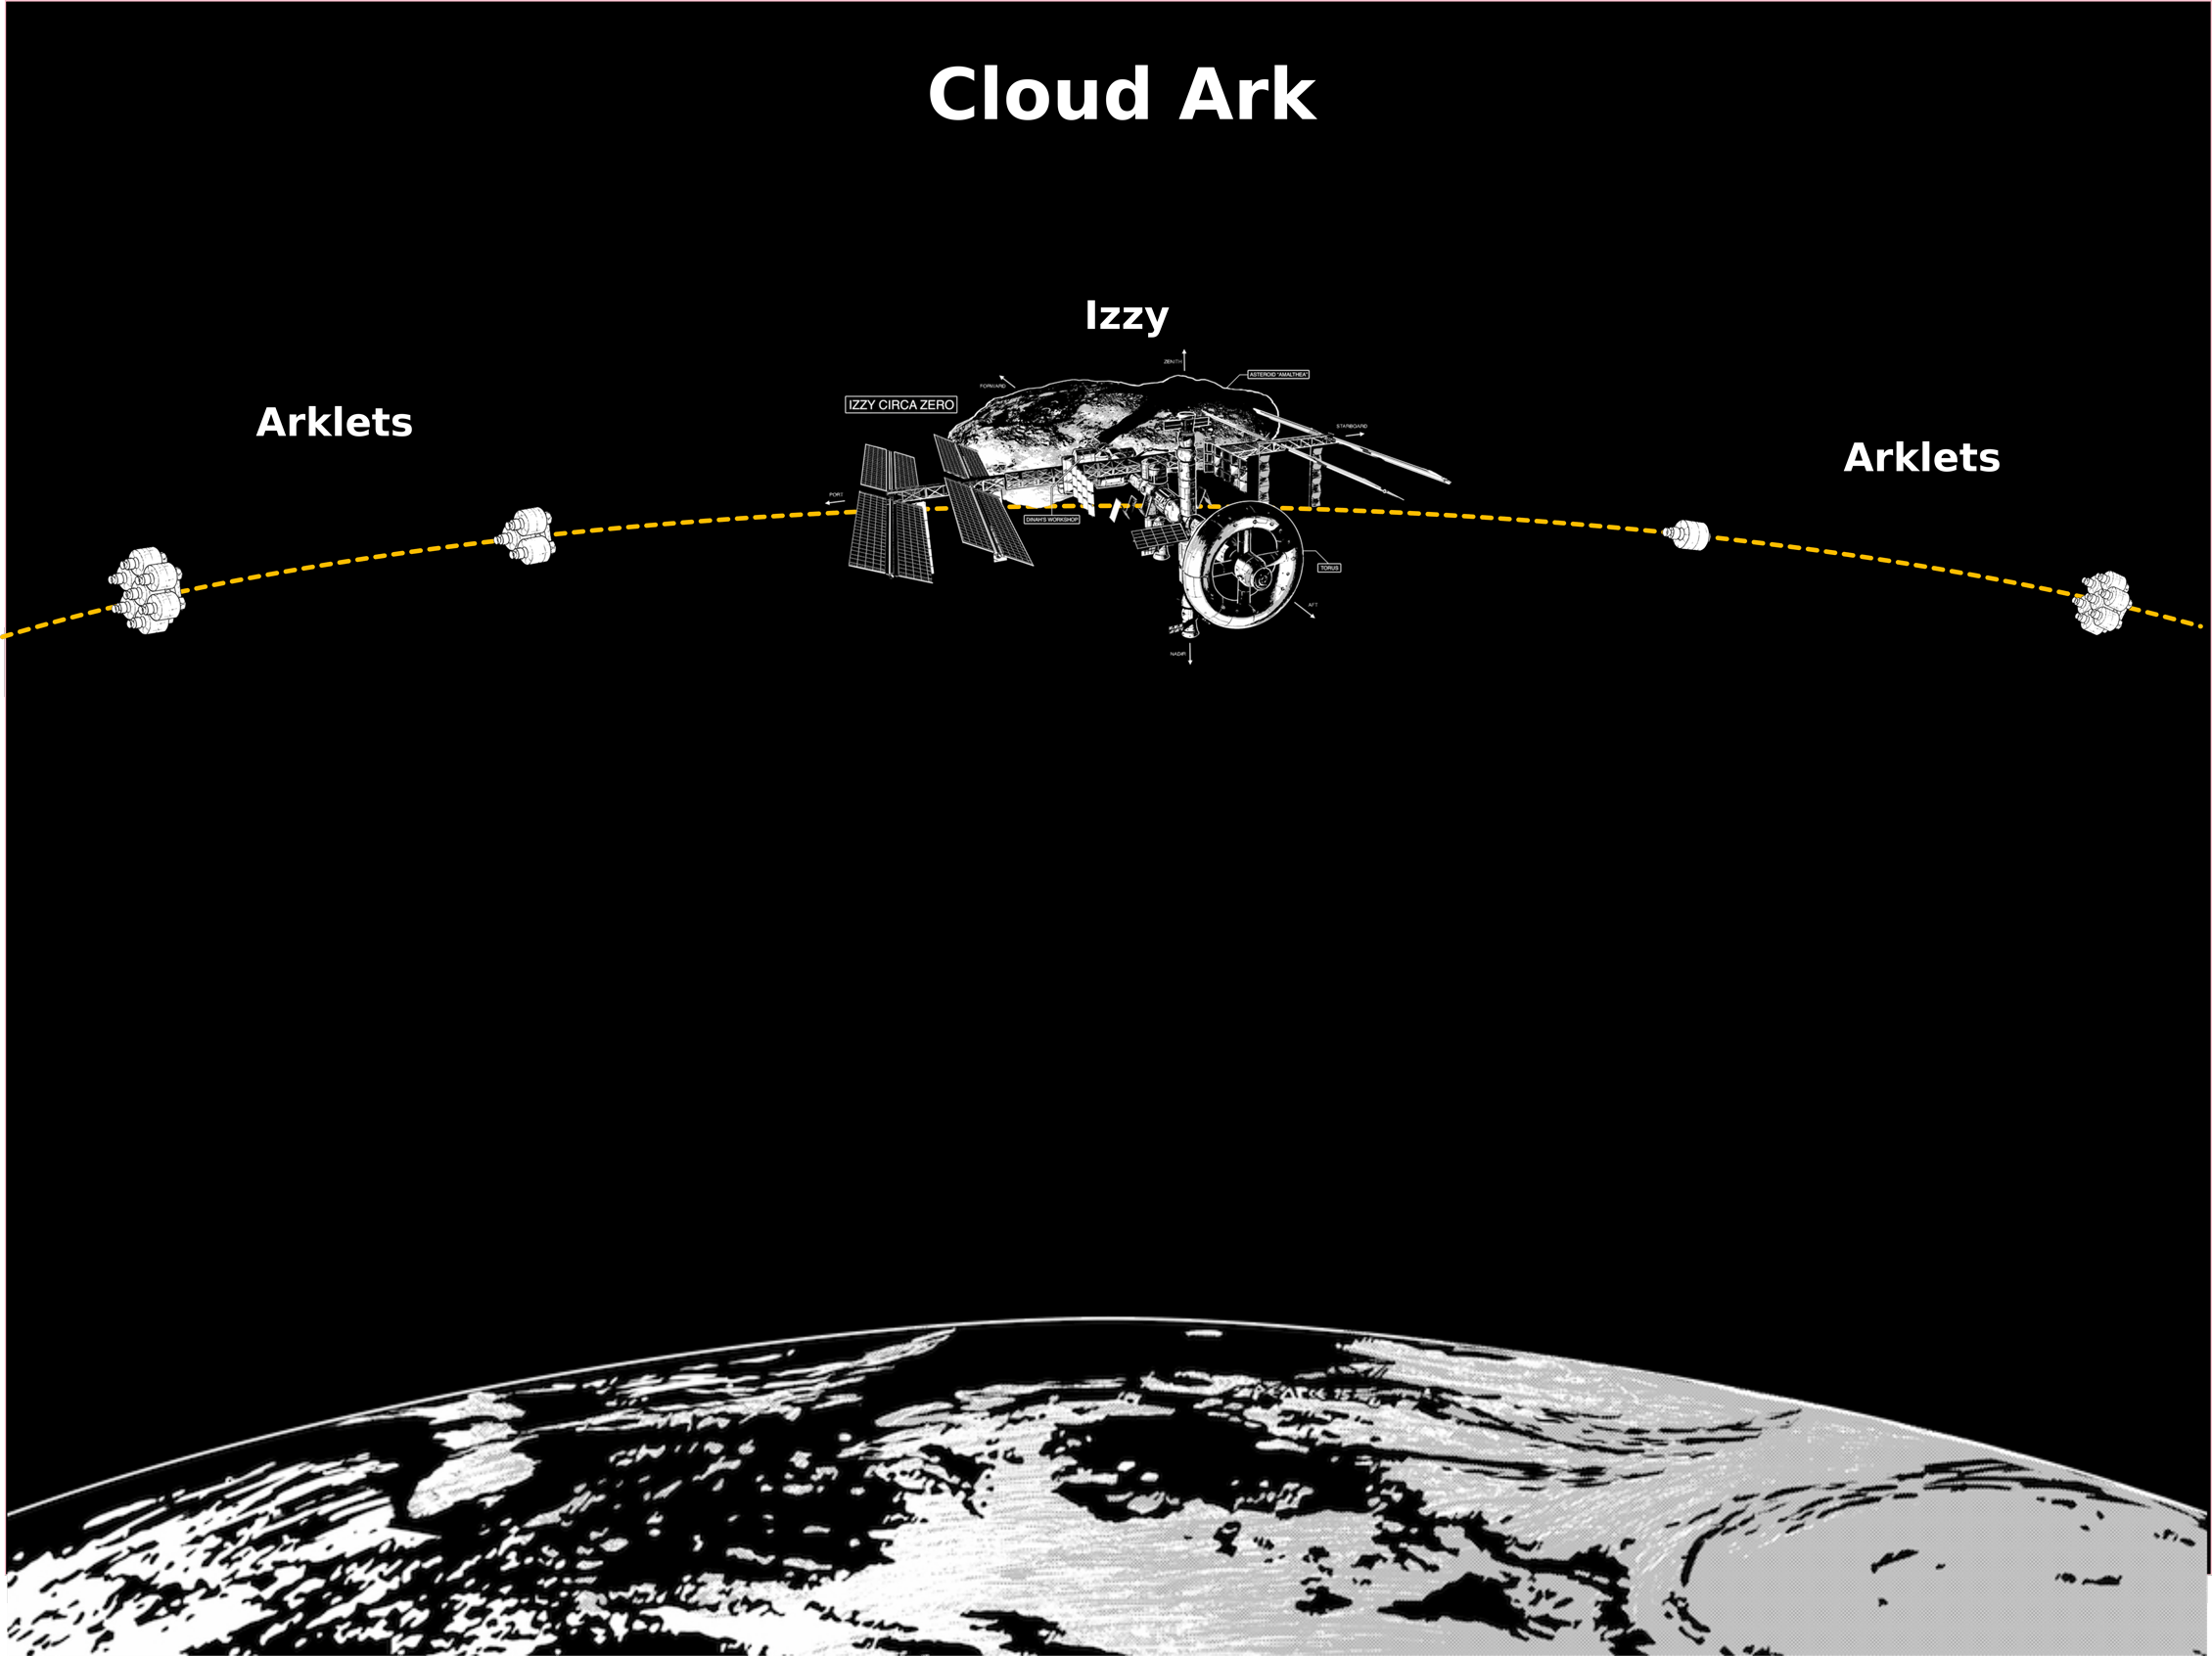 Cloud Ark
Izzy
ZENITH
FORWARD
ASTEROID "AMALTHEA"
IZZY CIRCA ZERO
Arklets
STARBOARD
Arklets
PORT
DINAH'S WORKSHOP
TORUS
AFT
NADIR